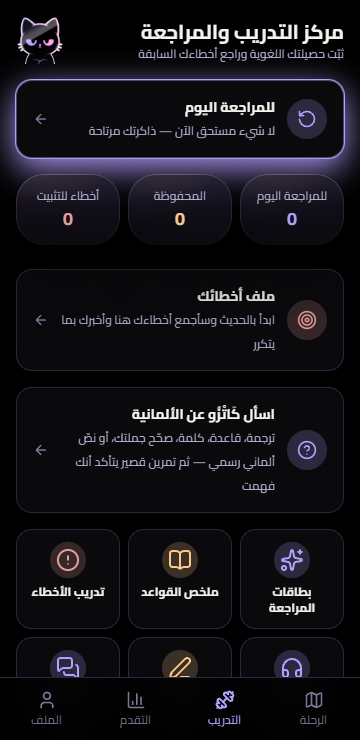 مركز التدريب والمراجعة
ثبّت حصيلتك اللغوية وراجع أخطاءك السابقة
للمراجعة اليوم
لا شيء مستحق الآن — ذاكرتك مرتاحة
للمراجعة اليوم
0
المحفوظة
0
أخطاء للتثبيت
0
ملف أخطائك
ابدأ بالحديث وسأجمع أخطاءك هنا وأخبرك بما
يتكرر
اسأل كَاتْزُو عن الألمانية
ترجمة، قاعدة، كلمة، صحّح جملتك، أو نصّ
ألماني رسمي — ثم تمرين قصير يتأكد أنك
فهمت
بطاقات
المراجعة
ملخص القواعد
تدريب الأخطاء
الرحلة
التدريب
التقدم
الملف